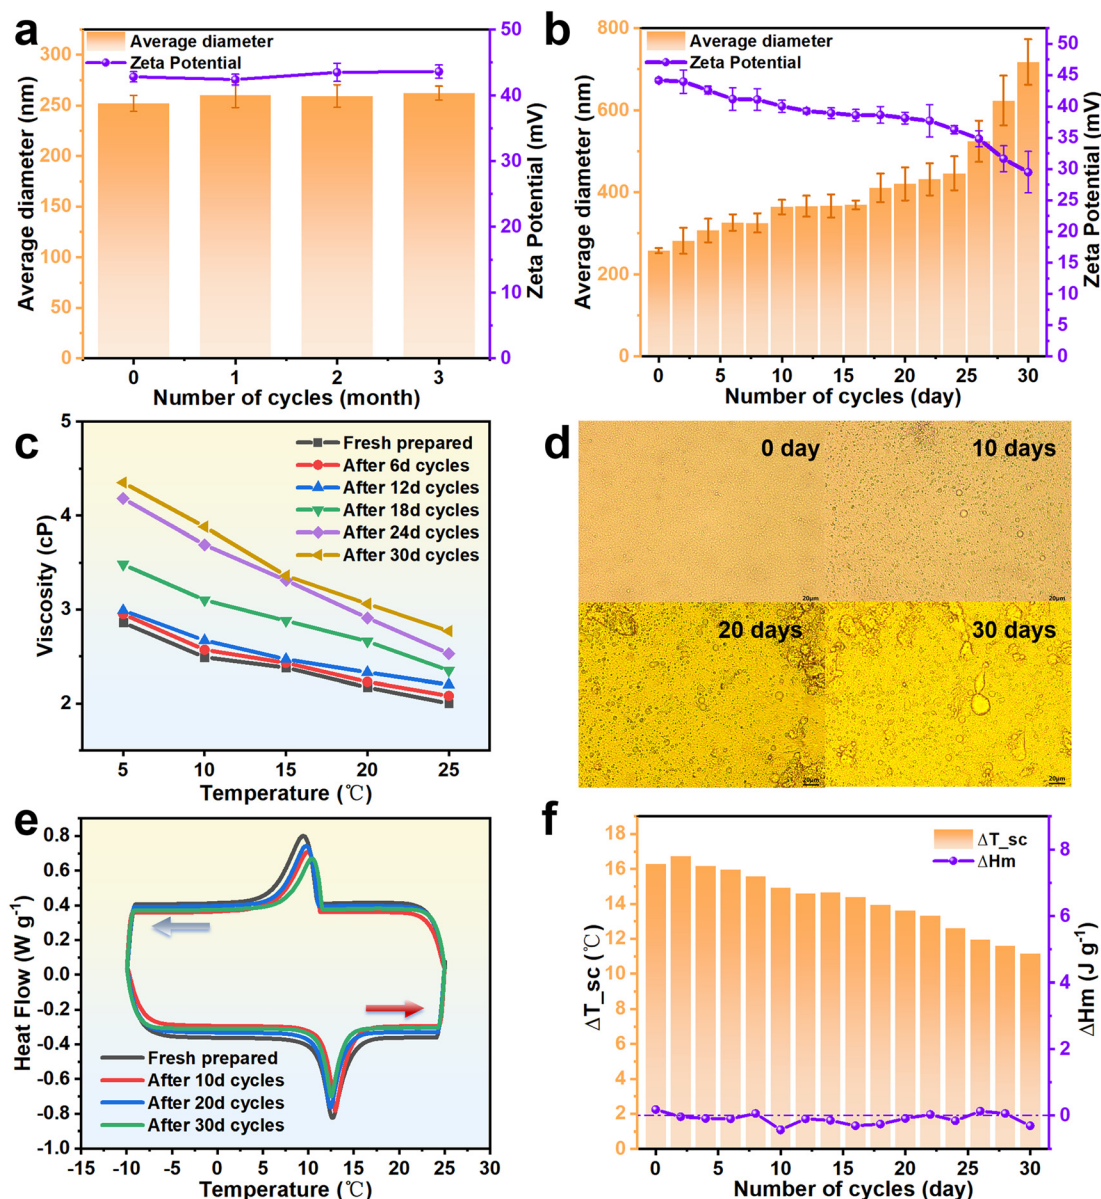 a
Average diameter
Zeta Potential
300
250
200
150
100
50
0
Average diameter (nm)
50
40
30
20
10
0
Zeta Potential (mV)
0 1 2 3
Number of cycles (month)
b
Average diameter
Zeta Potential
800
600
400
200
0
Average diameter (nm)
50
45
40
35
30
25
20
15
10
5
0
Zeta Potential (mV)
0 5 10 15 20 25 30
Number of cycles (day)
c
Fresh prepared
After 6d cycles
After 12d cycles
After 18d cycles
After 24d cycles
After 30d cycles
5
4
3
2
Viscosity (cP)
5 10 15 20 25
Temperature (℃)
d
0 day
10 days
20μm
20μm
20 days
30 days
20μm
20μm
e
0.8
0.6
0.4
0.2
0.0
-0.2
-0.4
-0.6
-0.8
-1.0
Heat Flow (W g⁻¹)
Fresh prepared
After 10d cycles
After 20d cycles
After 30d cycles
-15 -10 -5 0 5 10 15 20 25 30
Temperature (℃)
f
ΔT_sc
ΔHm
18
16
14
12
10
8
6
4
2
0
ΔT_sc (℃)
8
6
4
2
0
ΔHm (J g⁻¹)
0 5 10 15 20 25 30
Number of cycles (day)